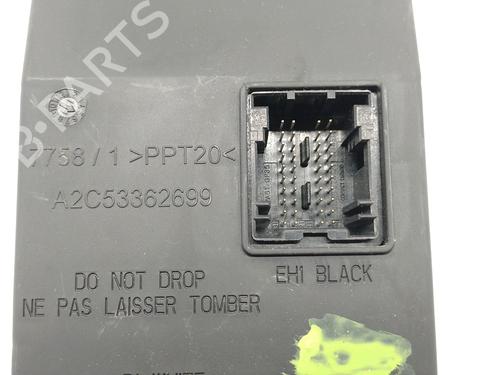 B-PARTS
7758 / 1 >PPT20<
A2C53362699
DO NOT DROP
NE PAS LAISSER TOMBER
EH1 BLACK